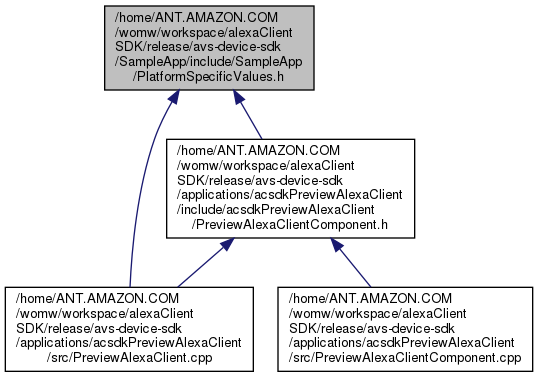 /home/ANT.AMAZON.COM
/womw/workspace/alexaClient
SDK/release/avs-device-sdk
/SampleApp/include/SampleApp
/PlatformSpecificValues.h
/home/ANT.AMAZON.COM
/womw/workspace/alexaClient
SDK/release/avs-device-sdk
/applications/acsdkPreviewAlexaClient
/include/acsdkPreviewAlexaClient
/PreviewAlexaClientComponent.h
/home/ANT.AMAZON.COM
/womw/workspace/alexaClient
SDK/release/avs-device-sdk
/applications/acsdkPreviewAlexaClient
/src/PreviewAlexaClient.cpp
/home/ANT.AMAZON.COM
/womw/workspace/alexaClient
SDK/release/avs-device-sdk
/applications/acsdkPreviewAlexaClient
/src/PreviewAlexaClientComponent.cpp